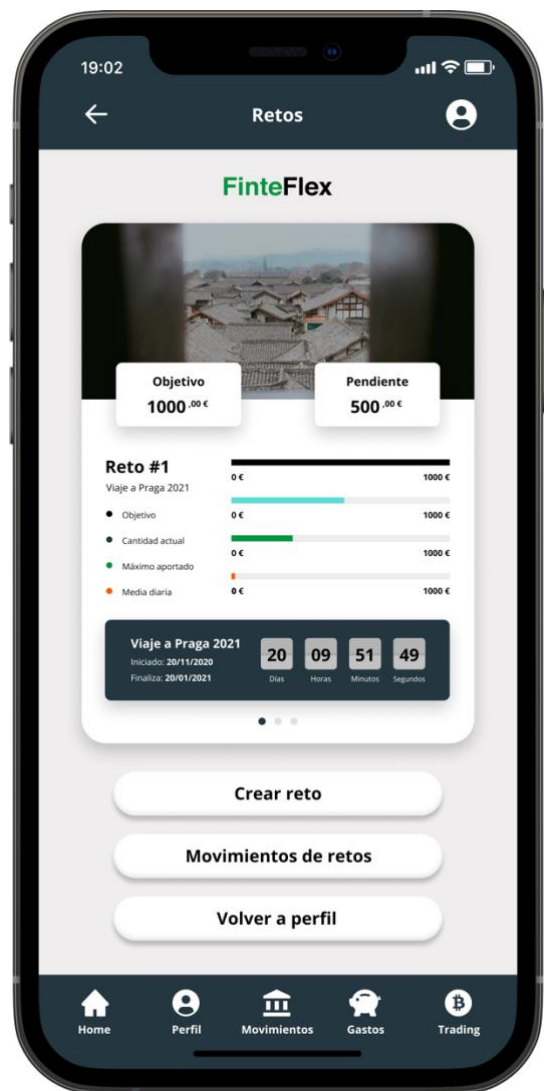 19:02
Retos
FinteFlex
Objetivo
1000 ,00 €
Pendiente
500 ,00 €
Reto #1
Viaje a Praga 2021
Objetivo
Cantidad actual
Máximo aportado
Media diaria
0 € 1000 €
0 € 1000 €
0 € 1000 €
0 € 1000 €
Viaje a Praga 2021
Iniciado: 20/11/2020
Finaliza: 20/01/2021
20 09 51 49
Días Horas Minutos Segundos
Crear reto
Movimientos de retos
Volver a perfil
Home Perfil Movimientos Gastos Trading